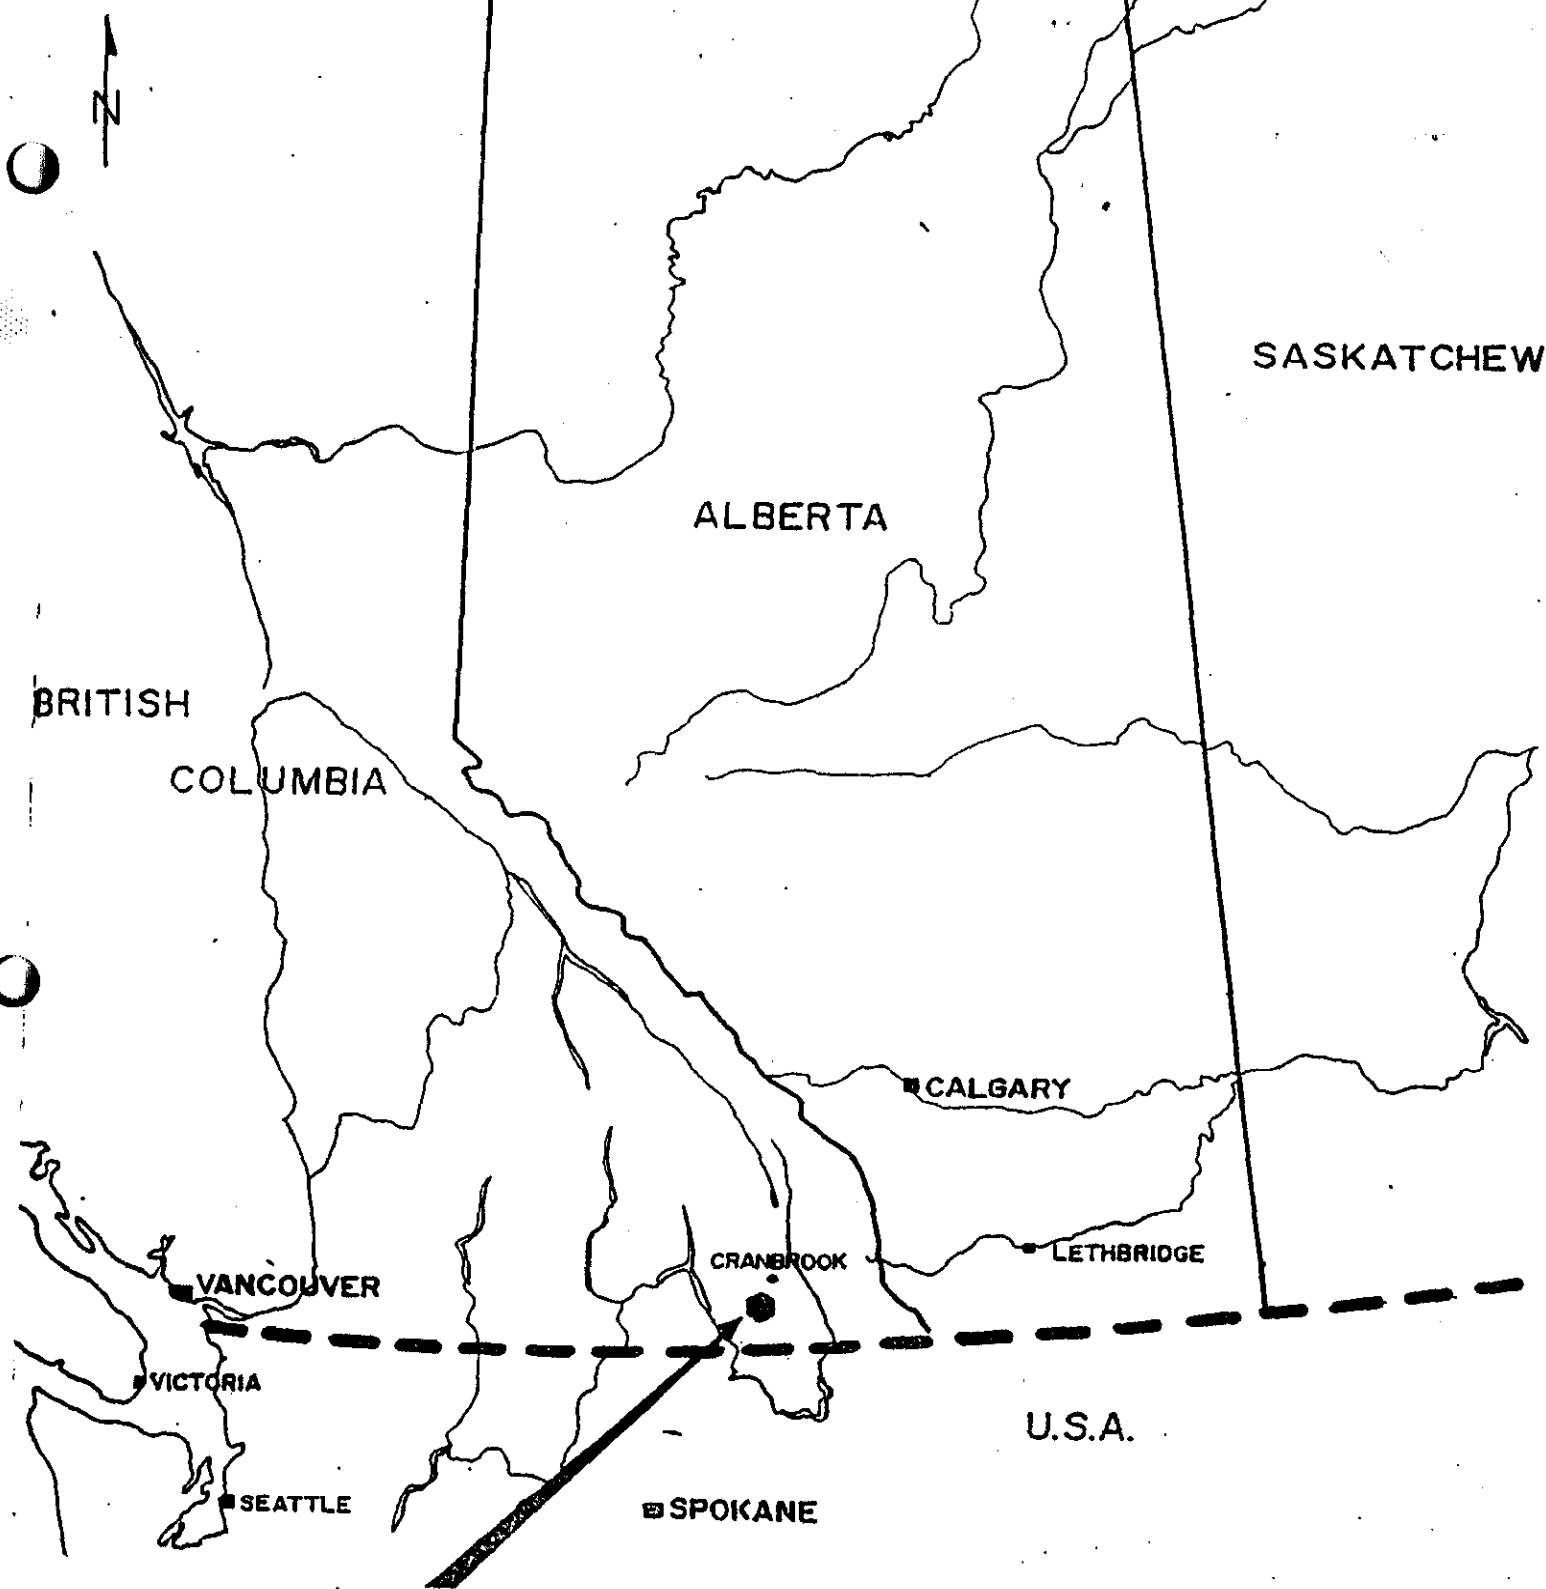 N
SASKATCHEW
ALBERTA
BRITISH
COLUMBIA
CALGARY
CRANBROOK
LETHBRIDGE
VANCOUVER
VICTORIA
U.S.A.
SEATTLE
SPOKANE